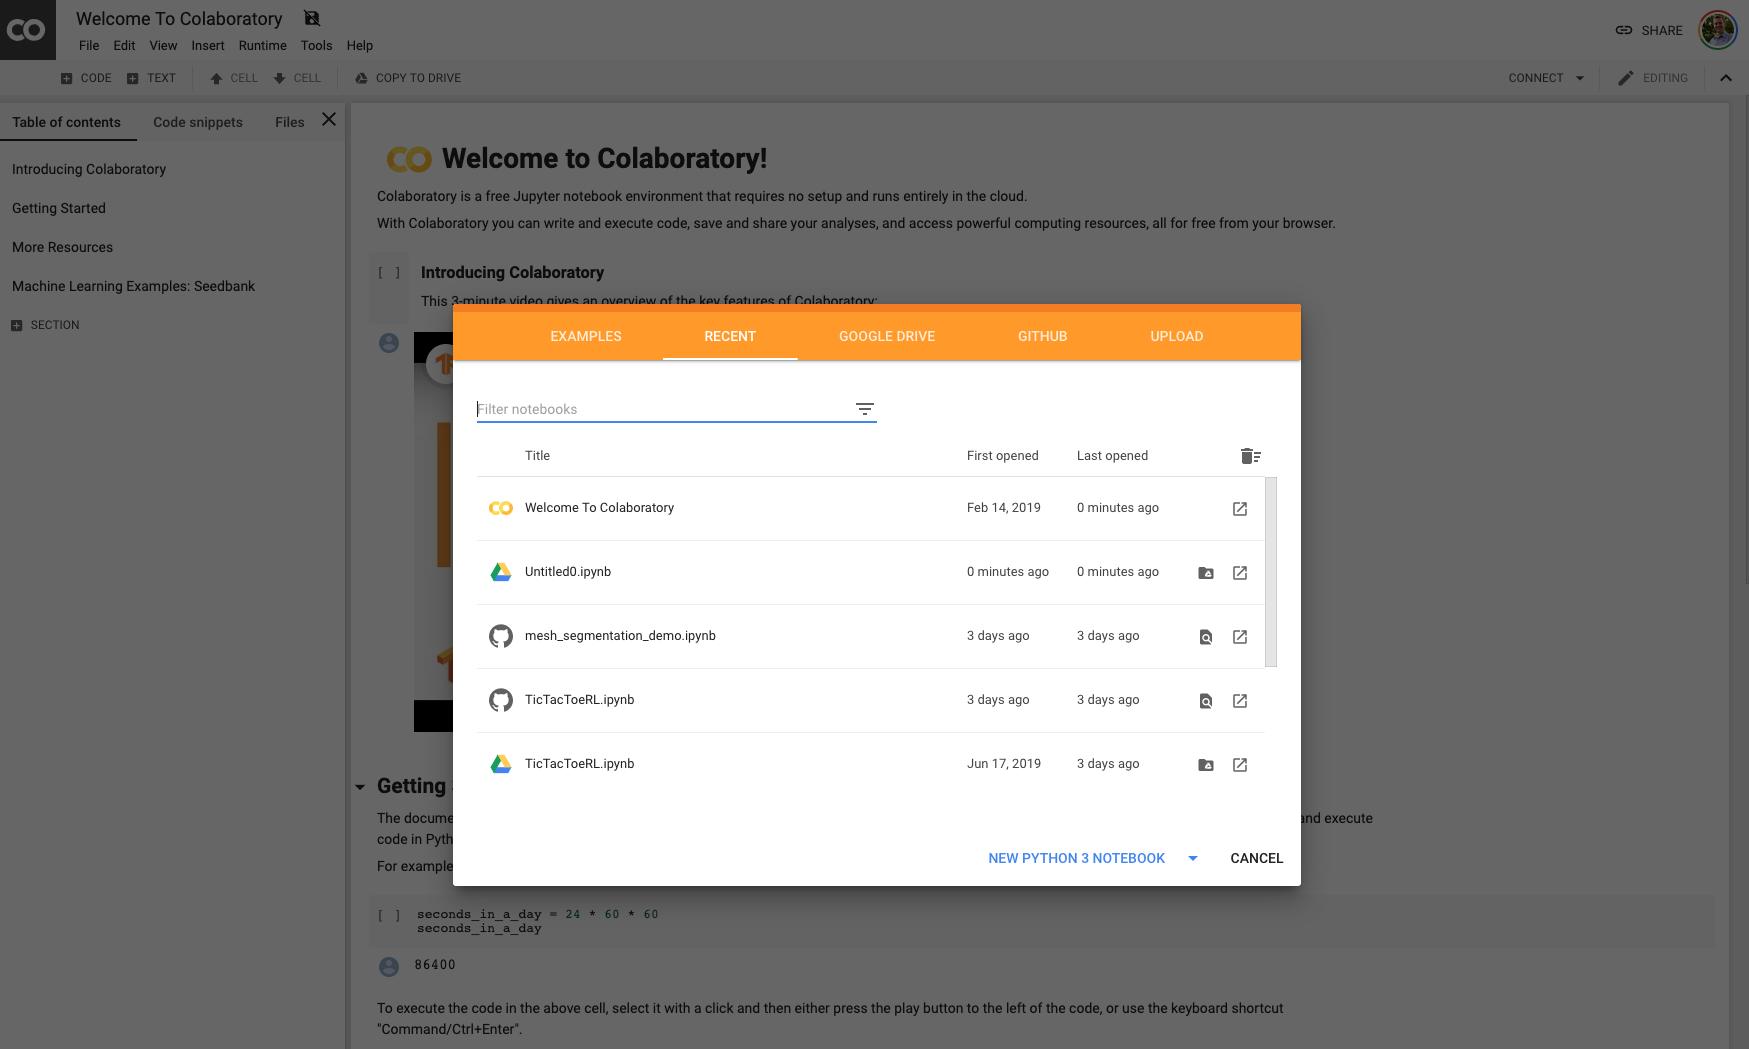 Welcome To Colaboratory
File Edit View Insert Runtime Tools Help
SHARE
CODE TEXT CELL CELL COPY TO DRIVE
CONNECT EDITING
Table of contents Code snippets Files
Introducing Colaboratory
Getting Started
More Resources
Machine Learning Examples: Seedbank
SECTION
CO Welcome to Colaboratory!
Colaboratory is a free Jupyter notebook environment that requires no setup and runs entirely in the cloud.
With Colaboratory you can write and execute code, save and share your analyses, and access powerful computing resources, all for free from your browser.
[ ] Introducing Colaboratory
This 3-minute video gives an overview of the key features of Colaboratory:
EXAMPLES RECENT GOOGLE DRIVE GITHUB UPLOAD
Filter notebooks
Title First opened Last opened
Welcome To Colaboratory Feb 14, 2019 0 minutes ago
Untitled0.ipynb 0 minutes ago 0 minutes ago
mesh_segmentation_demo.ipynb 3 days ago 3 days ago
TicTacToeRL.ipynb 3 days ago 3 days ago
TicTacToeRL.ipynb Jun 17, 2019 3 days ago
NEW PYTHON 3 NOTEBOOK CANCEL
Getting
The docume
and execute
code in Pyth
For example
[ ] seconds_in_a_day = 24 * 60 * 60
seconds_in_a_day
86400
To execute the code in the above cell, select it with a click and then either press the play button to the left of the code, or use the keyboard shortcut
"Command/Ctrl+Enter".